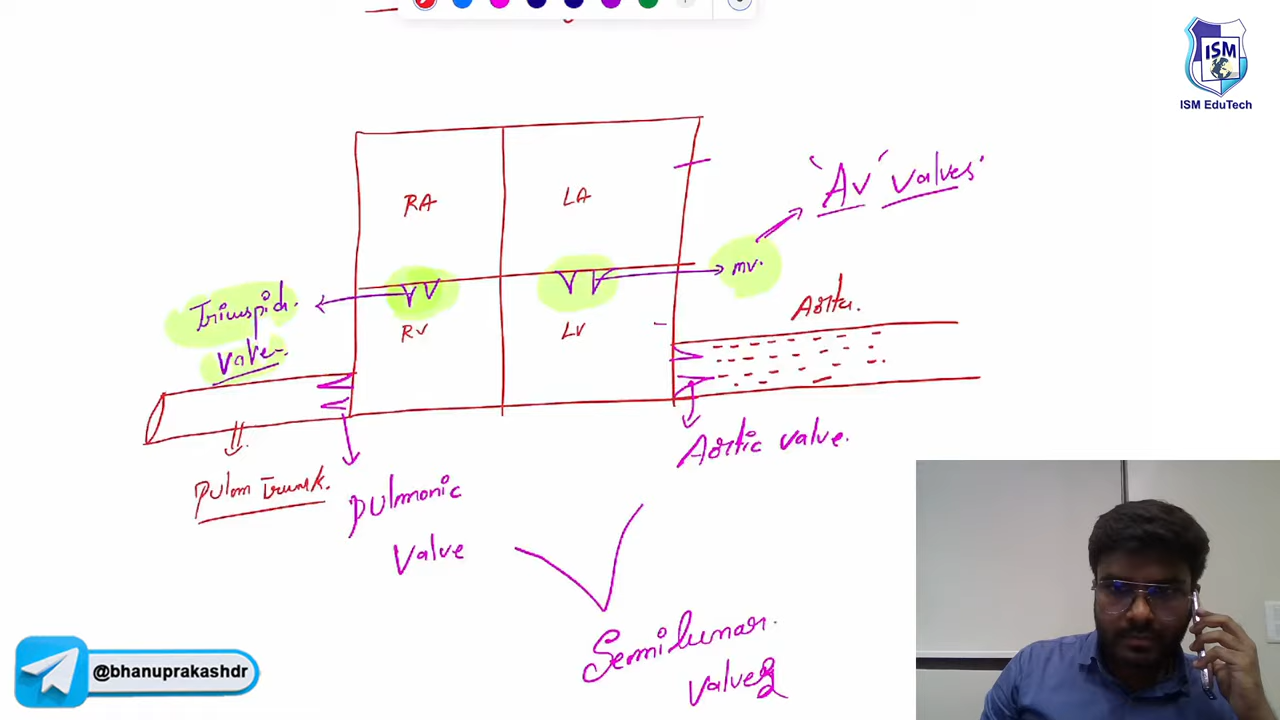 ISM
ISM EduTech
'AV' valves'
RA
LA
mv.
Tricuspid.
valve.
RV
LV
Aorta.
Aortic valve.
Pulom Trunk.
Pulmonic
Valve
Semilunar.
valves
@bhanuprakashdr